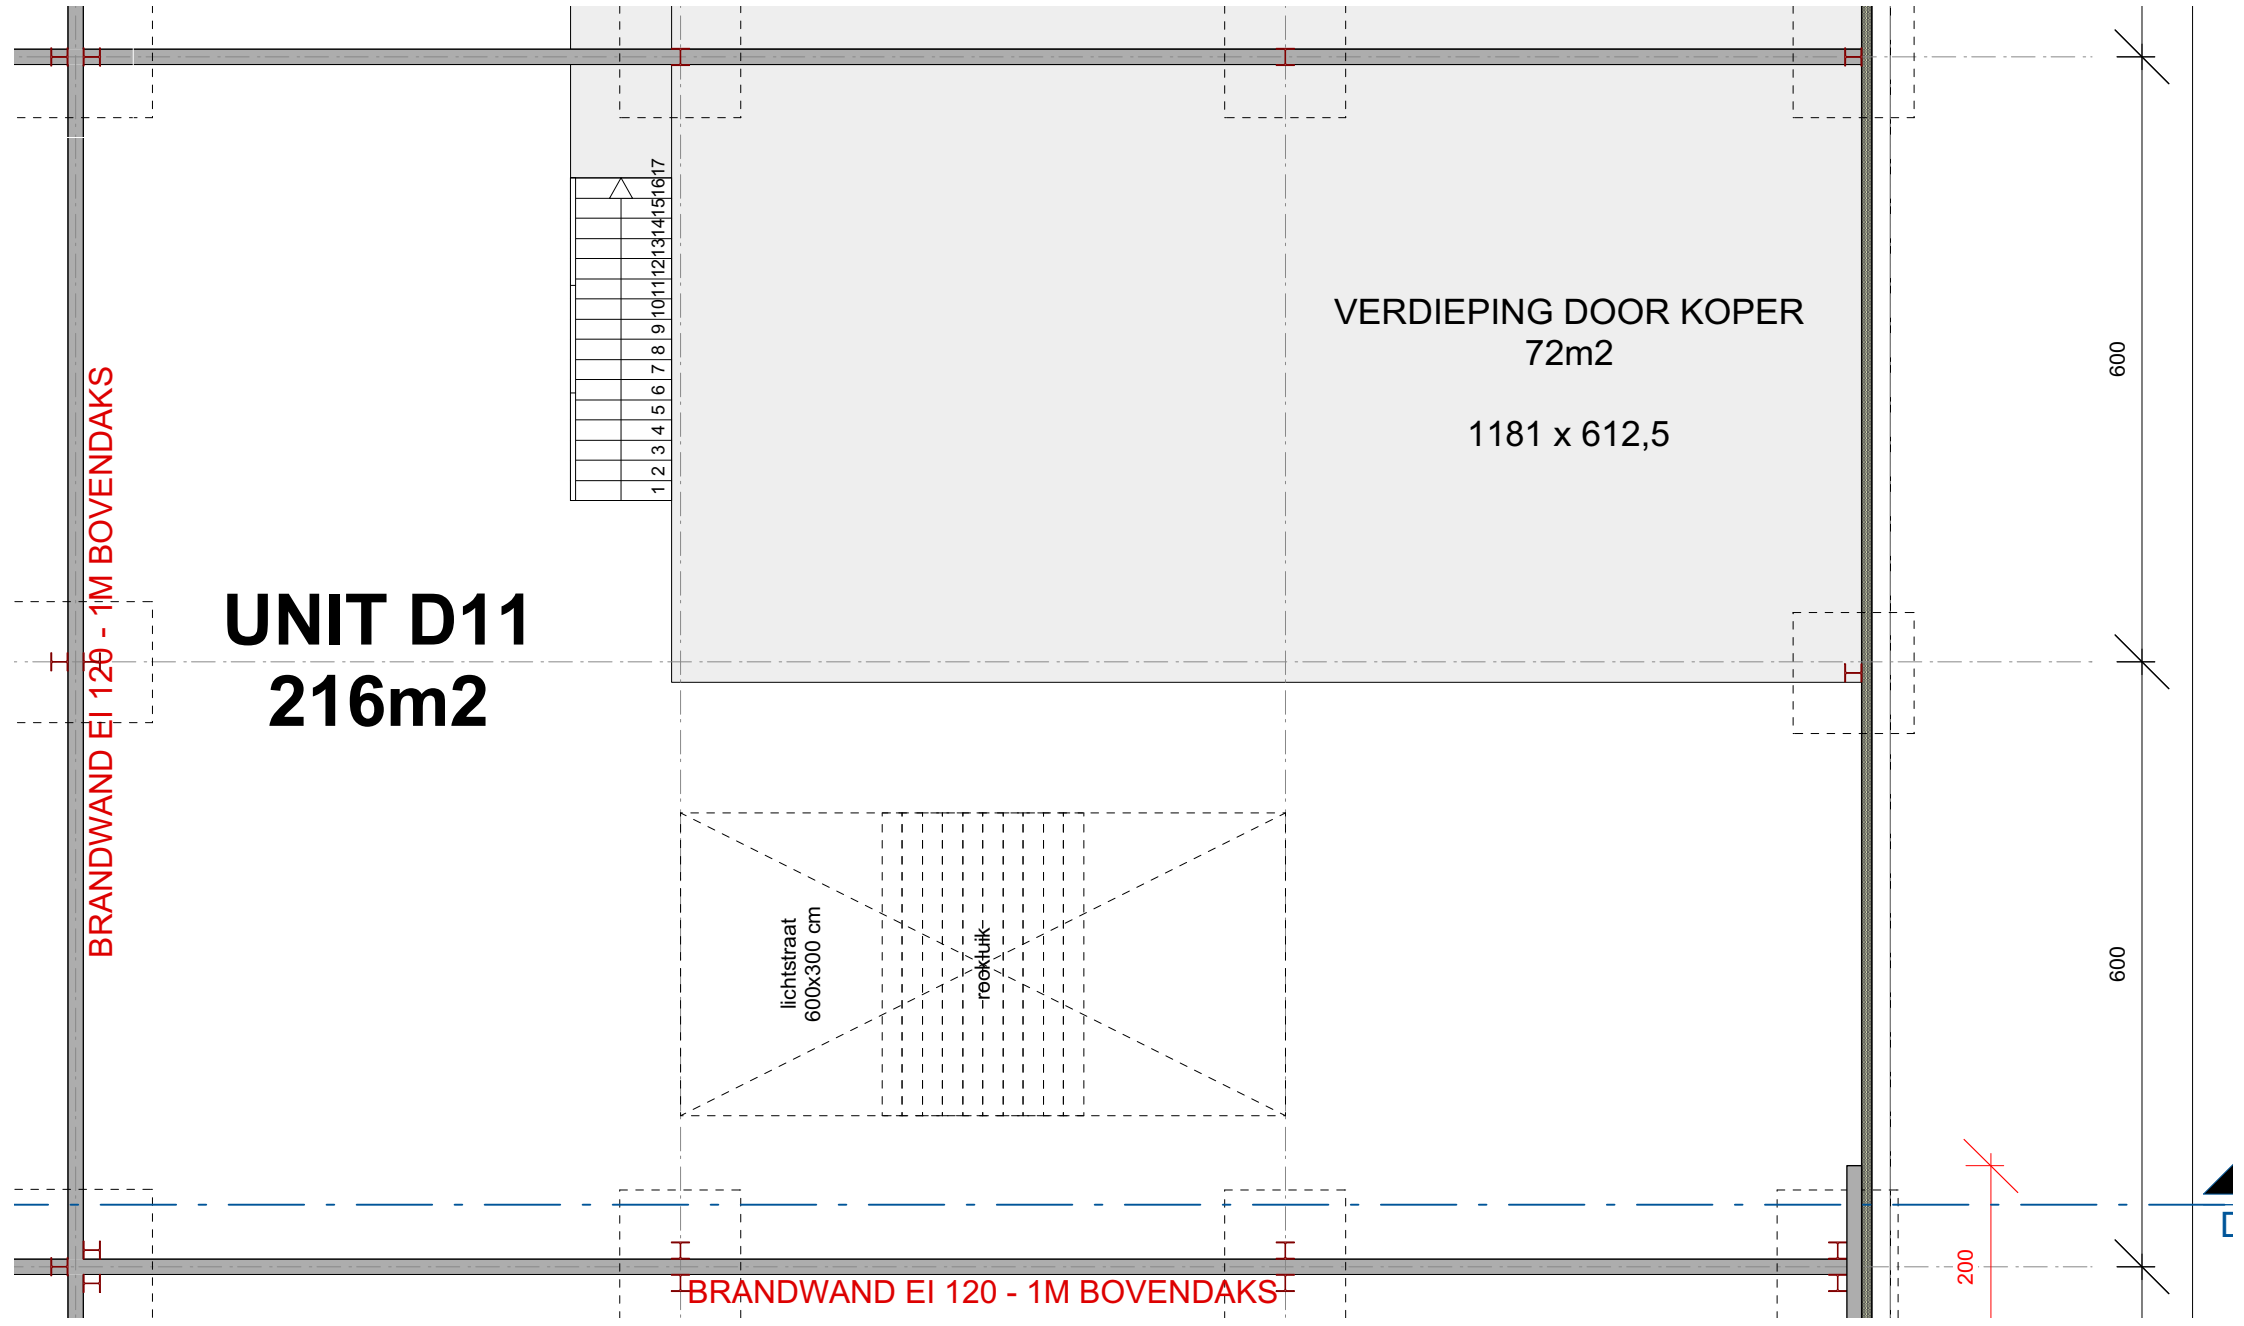 17
16
15
14
13
12
11
10
9
8
7
6
5
4
3
2
1
VERDIEPING DOOR KOPER
72m2
1181 x 612,5
600
BRANDWAND EI 120 - 1M BOVENDAKS
UNIT D11
216m2
lichtstraat
600x300 cm
rookluik
600
200
BRANDWAND EI 120 - 1M BOVENDAKS